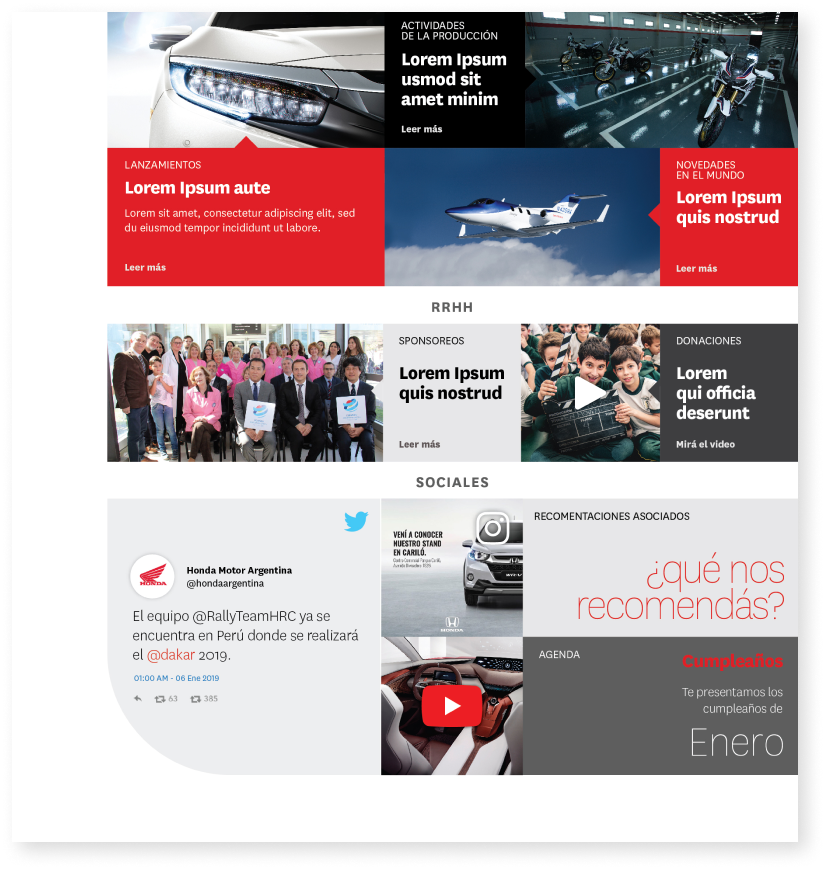 ACTIVIDADES
DE LA PRODUCCIÓN
Lorem Ipsum
usmod sit
amet minim
Leer más
LANZAMIENTOS
Lorem Ipsum aute
Lorem sit amet, consectetur adipiscing elit, sed
du eiusmod tempor incididunt ut labore.
Leer más
NOVEDADES
EN EL MUNDO
Lorem Ipsum
quis nostrud
Leer más
RRHH
SPONSOREOS
Lorem Ipsum
quis nostrud
Leer más
DONACIONES
Lorem
qui officia
deserunt
Mirá el video
SOCIALES
HONDA
Honda Motor Argentina
@hondaargentina
El equipo @RallyTeamHRC ya se
encuentra en Perú donde se realizará
el @dakar 2019.
01:00 AM - 06 Ene 2019
63 385
VENÍ A CONOCER
NUESTRO STAND
EN CARILÓ.
HONDA
RECOMENTACIONES ASOCIADOS
¿qué nos
recomendás?
AGENDA
Cumpleaños
Te presentamos los
cumpleaños de
Enero